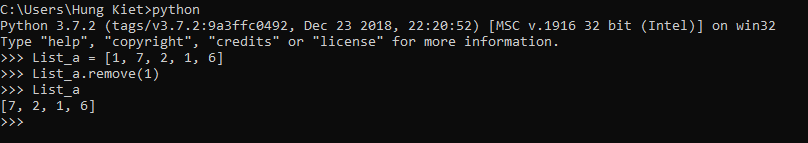 C:\Users\Hung Kiet>python
Python 3.7.2 (tags/v3.7.2:9a3ffc0492, Dec 23 2018, 22:20:52) [MSC v.1916 32 bit (Intel)] on win32
Type "help", "copyright", "credits" or "license" for more information.
>>> List_a = [1, 7, 2, 1, 6]
>>> List_a.remove(1)
>>> List_a
[7, 2, 1, 6]
>>>